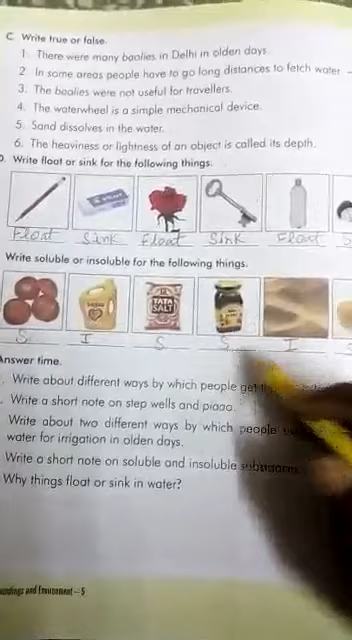 C. Write true or false.
1. There were many baolies in Delhi in olden days.
2. In some areas people have to go long distances to fetch water
3. The baolies were not useful for travellers.
4. The waterwheel is a simple mechanical device.
5. Sand dissolves in the water.
6. The heaviness or lightness of an object is called its depth.
D. Write float or sink for the following things.
Float Sink Float Sink Float S
Write soluble or insoluble for the following things.
TATA SALT
S I S S I S
Answer time.
Write about different ways by which people get
Write a short note on step wells and piaaa.
Write about two different ways by which people
water for irrigation in olden days.
Write a short note on soluble and insoluble substances.
Why things float or sink in water?
undings and Environment – 5